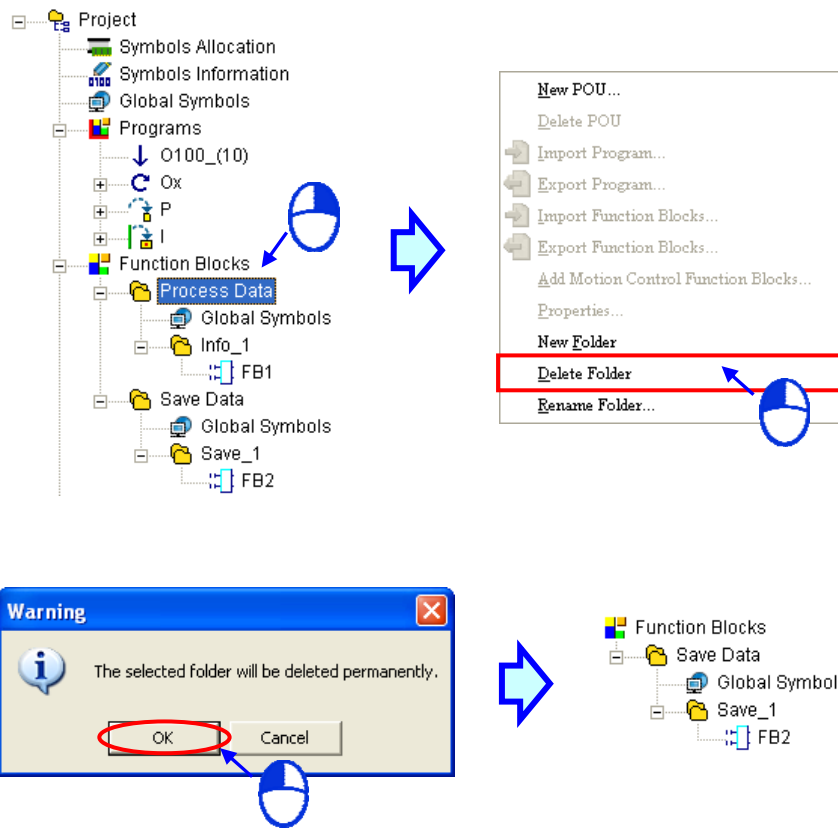 Project
Symbols Allocation
Symbols Information
Global Symbols
Programs
O100_(10)
Ox
P
I
Function Blocks
Process Data
Global Symbols
Info_1
FB1
Save Data
Global Symbols
Save_1
FB2
New POU...
Delete POU
Import Program...
Export Program...
Import Function Blocks...
Export Function Blocks...
Add Motion Control Function Blocks...
Properties...
New Folder
Delete Folder
Rename Folder...
Warning
The selected folder will be deleted permanently.
OK Cancel
Function Blocks
Save Data
Global Symbol
Save_1
FB2